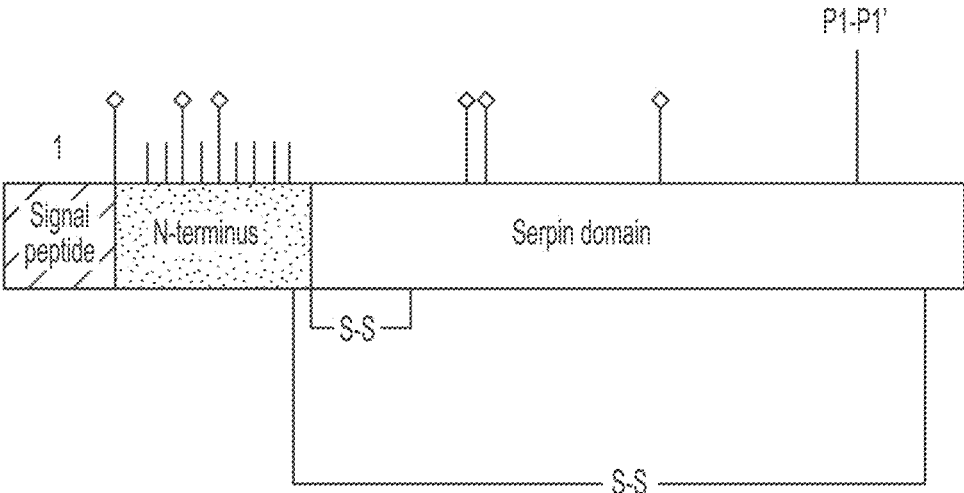 P1-P1'
1
Signal
peptide
N-terminus
Serpin domain
S-S
S-S